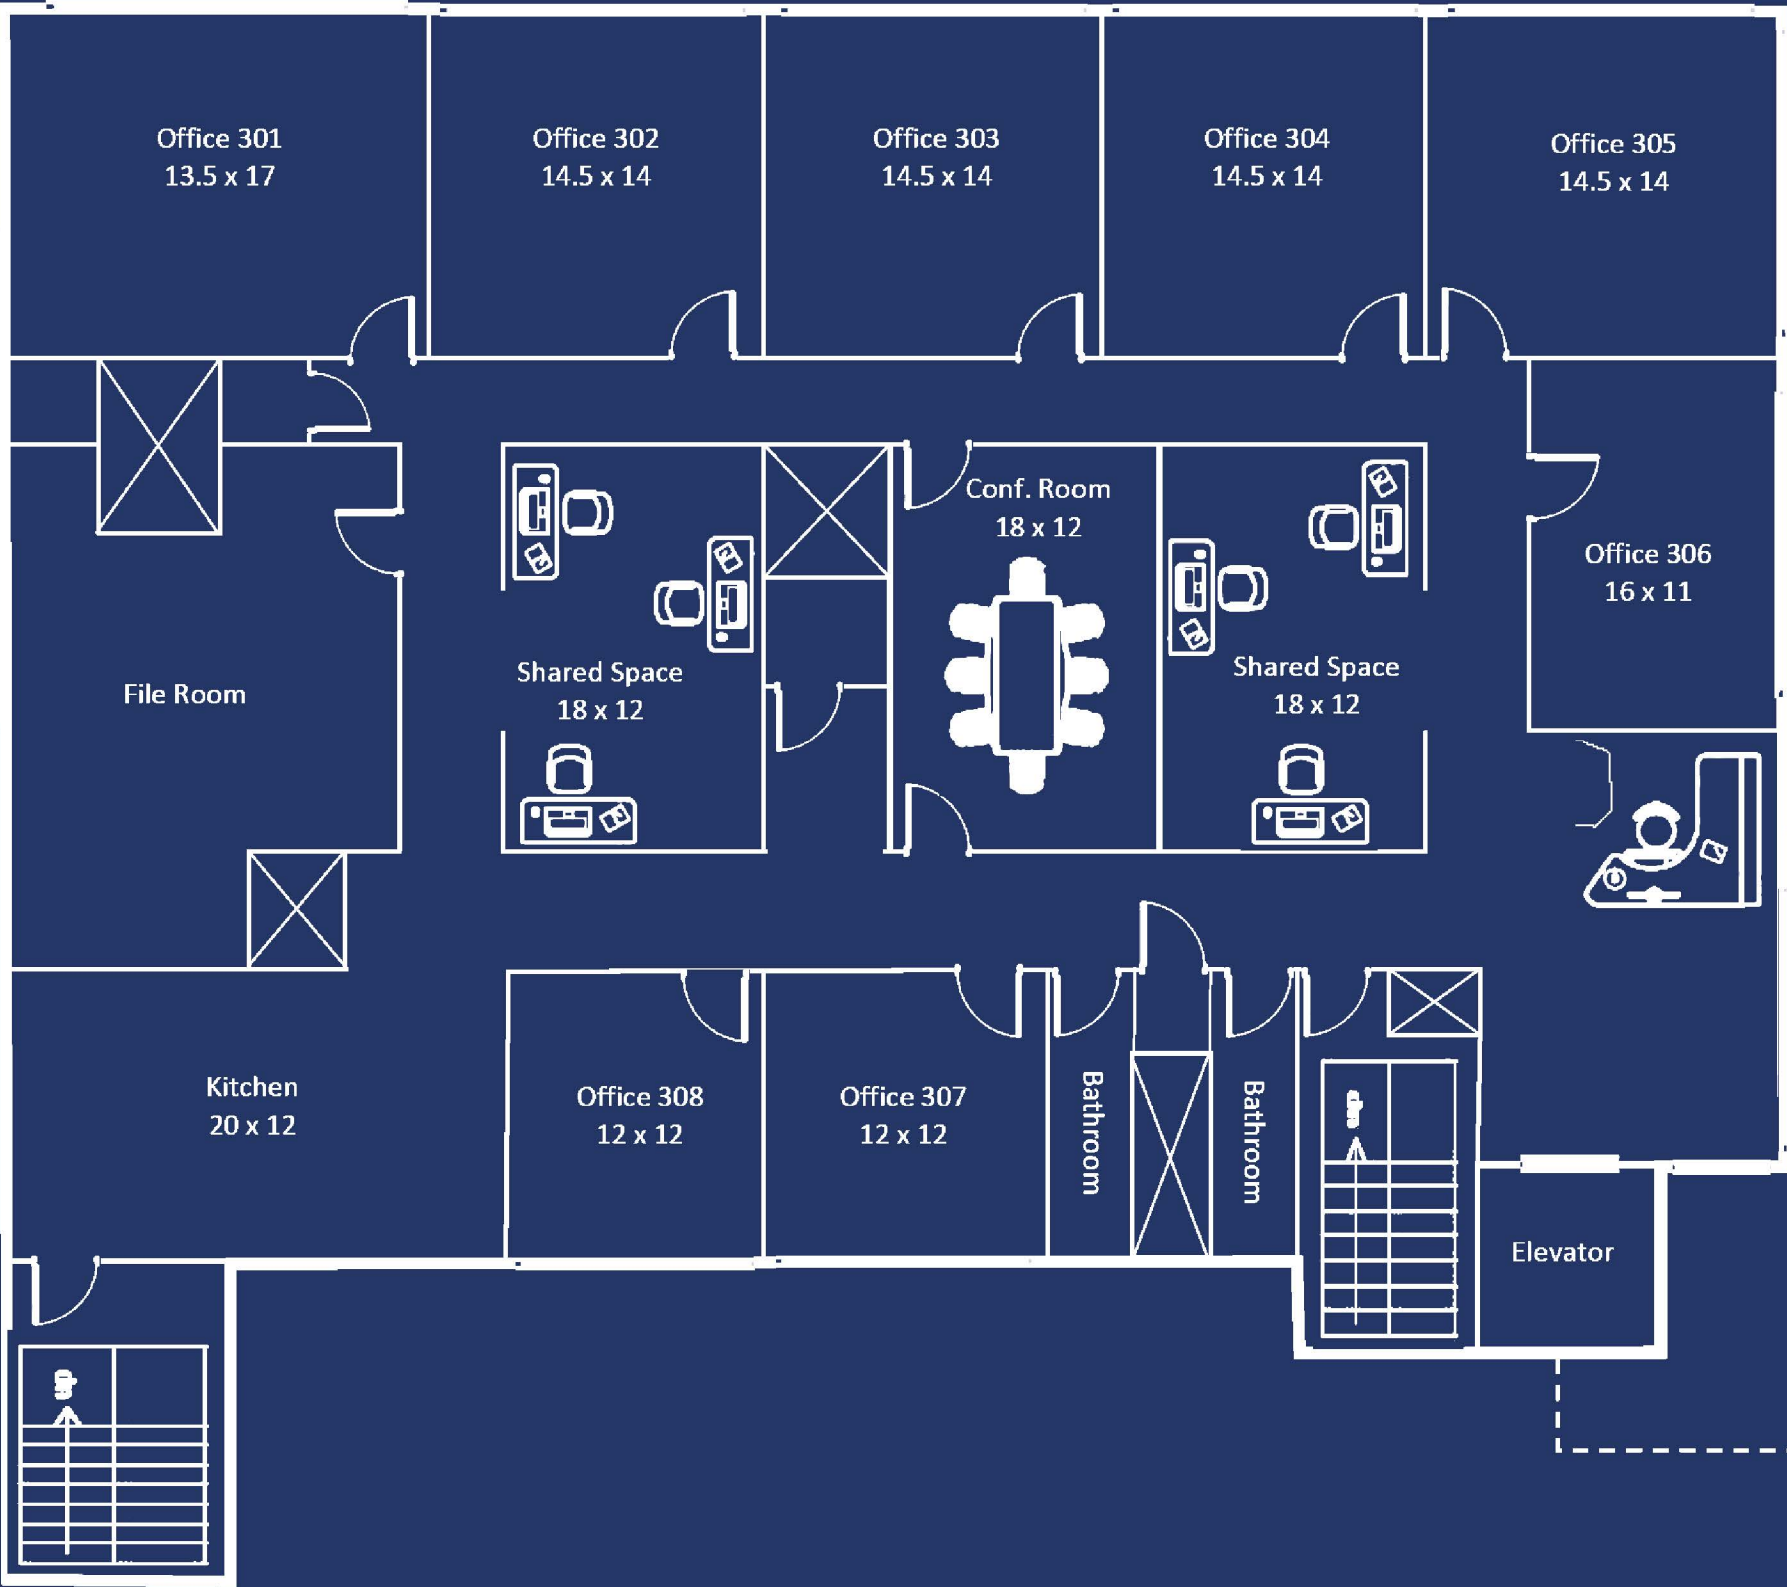 Office 301
13.5 x 17
Office 302
14.5 x 14
Office 303
14.5 x 14
Office 304
14.5 x 14
Office 305
14.5 x 14
Conf. Room
18 x 12
Office 306
16 x 11
File Room
Shared Space
18 x 12
Shared Space
18 x 12
Kitchen
20 x 12
Office 308
12 x 12
Office 307
12 x 12
Bathroom
Bathroom
Elevator
up